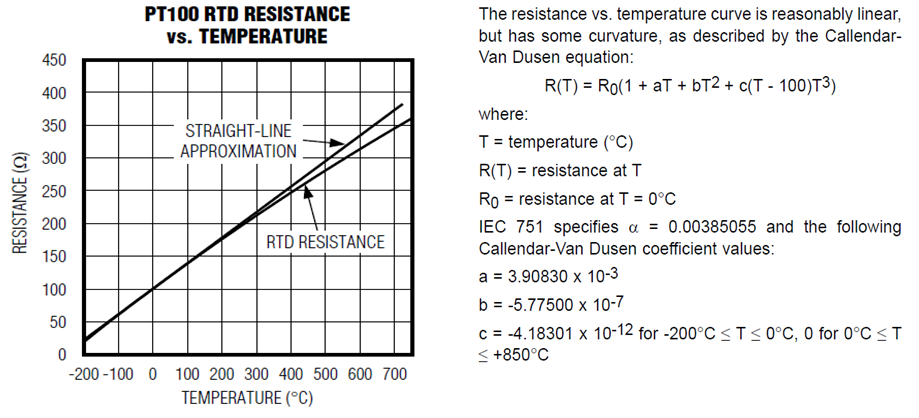 PT100 RTD RESISTANCE
vs. TEMPERATURE
RESISTANCE (Ω)
450
400
350
300
250
200
150
100
50
0
STRAIGHT-LINE
APPROXIMATION
RTD RESISTANCE
-200 -100 0 100 200 300 400 500 600 700
TEMPERATURE (°C)
The resistance vs. temperature curve is reasonably linear,
but has some curvature, as described by the Callendar-
Van Dusen equation:
R(T) = R0(1 + aT + bT2 + c(T - 100)T3)
where:
T = temperature (°C)
R(T) = resistance at T
R0 = resistance at T = 0°C
IEC 751 specifies α = 0.00385055 and the following
Callendar-Van Dusen coefficient values:
a = 3.90830 x 10-3
b = -5.77500 x 10-7
c = -4.18301 x 10-12 for -200°C ≤ T ≤ 0°C, 0 for 0°C ≤ T
≤ +850°C